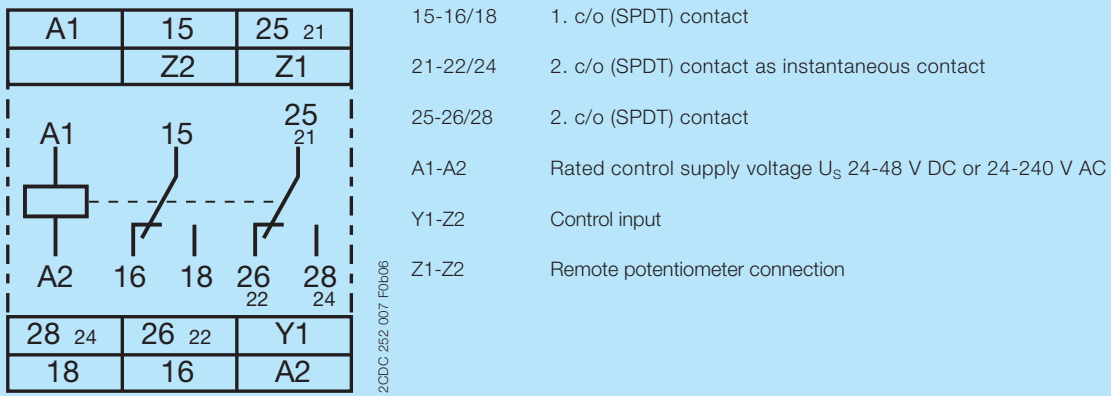 A1 15 25 21
Z2 Z1
A1 15 25 21
A2 16 18 26 22 28 24
28 24 26 22 Y1
18 16 A2
2CDC 252 007 F0b06
15-16/18 1. c/o (SPDT) contact
21-22/24 2. c/o (SPDT) contact as instantaneous contact
25-26/28 2. c/o (SPDT) contact
A1-A2 Rated control supply voltage US 24-48 V DC or 24-240 V AC
Y1-Z2 Control input
Z1-Z2 Remote potentiometer connection